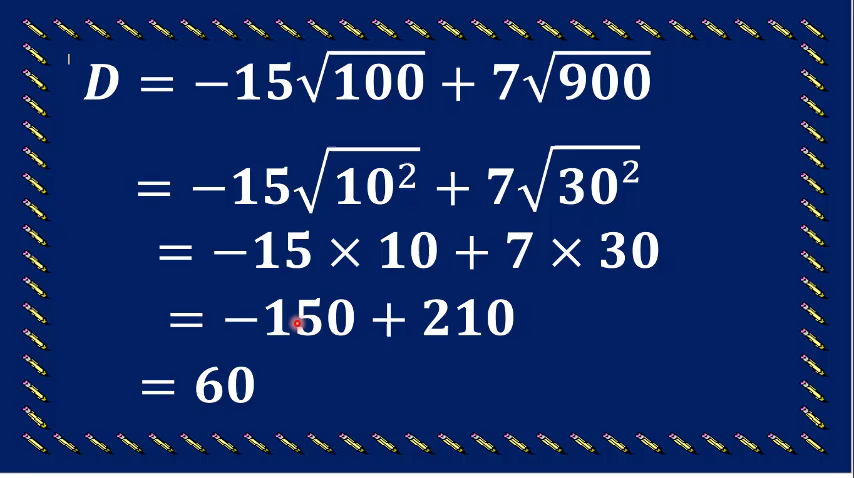 D = −15√100 + 7√900
= −15√10² + 7√30²
= −15 × 10 + 7 × 30
= −150 + 210
= 60